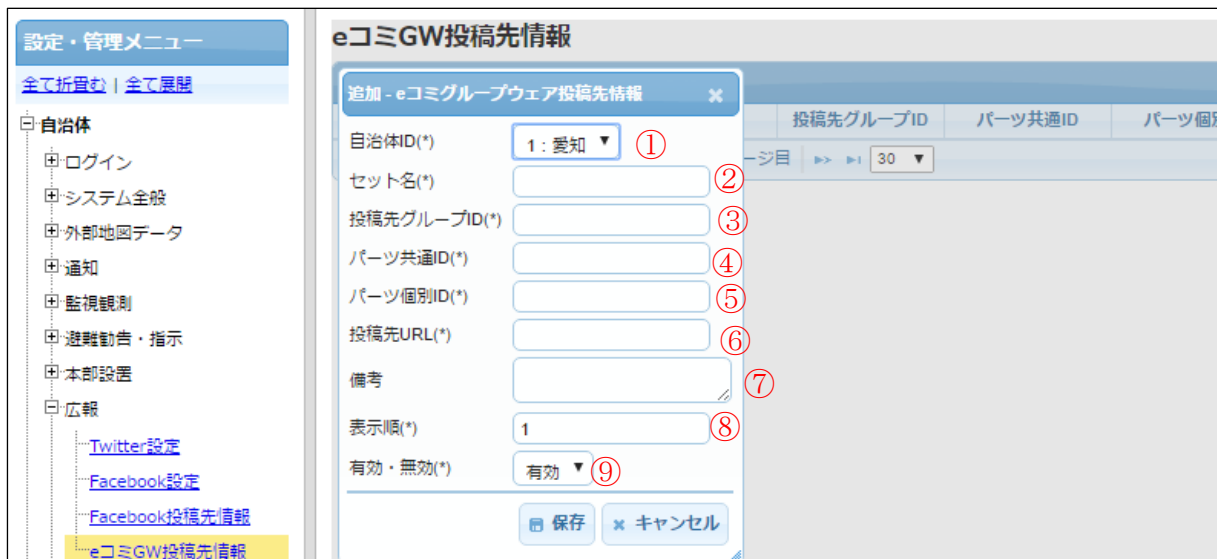 設定・管理メニュー
全て折畳む | 全て展開
自治体
ログイン
システム全般
外部地図データ
通知
監視観測
避難勧告・指示
本部設置
広報
Twitter設定
Facebook設定
Facebook投稿先情報
eコミGW投稿先情報
eコミGW投稿先情報
投稿先グループID パーツ共通ID パーツ個別
ージ目 30
追加 - eコミグループウェア投稿先情報
自治体ID(*) 1：愛知 ①
セット名(*) ②
投稿先グループID(*) ③
パーツ共通ID(*) ④
パーツ個別ID(*) ⑤
投稿先URL(*) ⑥
備考 ⑦
表示順(*) 1 ⑧
有効・無効(*) 有効 ⑨
保存 キャンセル